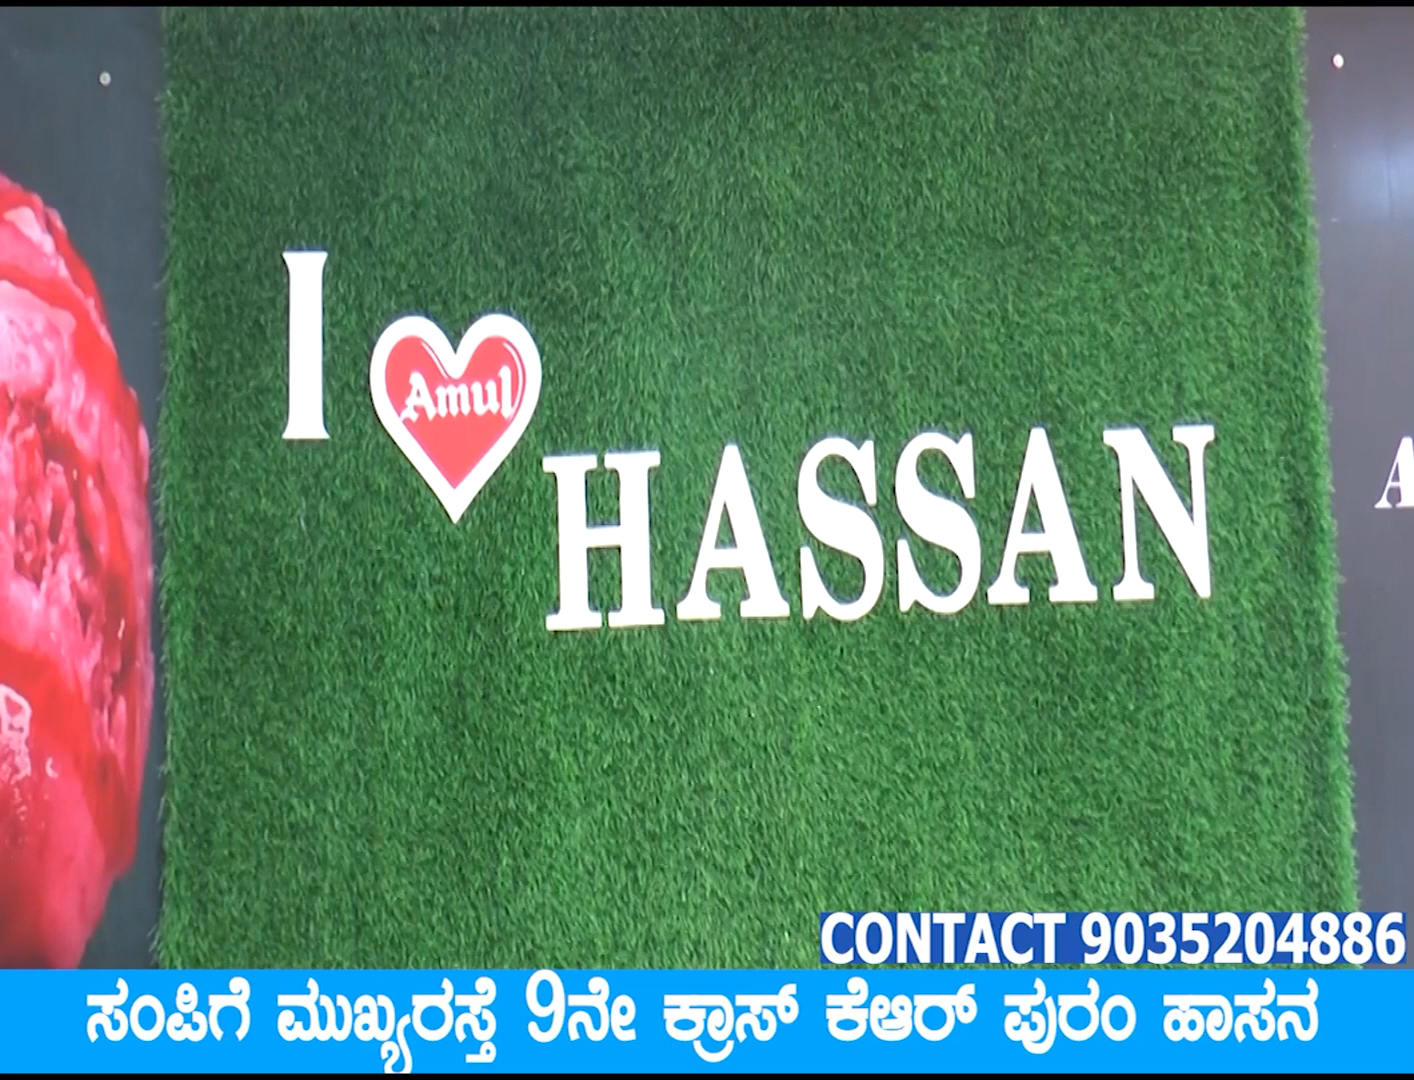 I
Amul
HASSAN
A
CONTACT 9035204886
ಸಂಪಿಗೆ ಮುಖ್ಯರಸ್ತೆ 9ನೇ ಕ್ರಾಸ್ ಕೆಆರ್ ಪುರಂ ಹಾಸನ